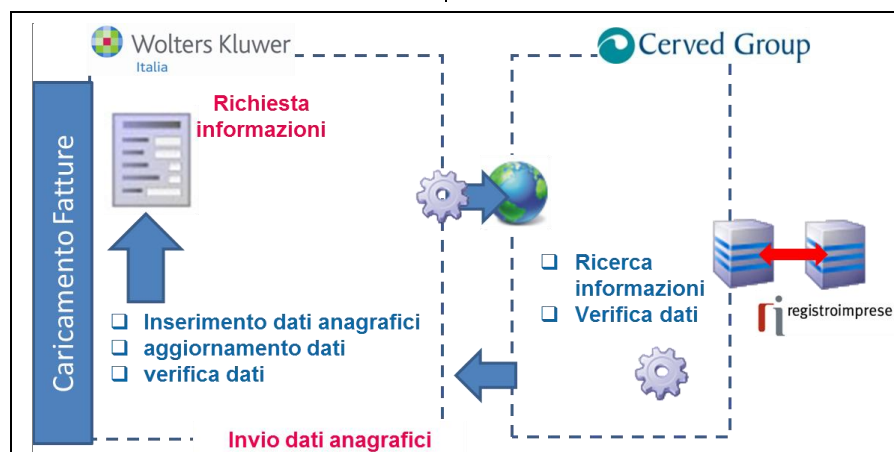 Wolters Kluwer
Italia
Cerved Group
Caricamento Fatture
Richiesta
informazioni
❑ Ricerca
informazioni
❑ Verifica dati
ri registroimprese
❑ Inserimento dati anagrafici
❑ aggiornamento dati
❑ verifica dati
Invio dati anagrafici